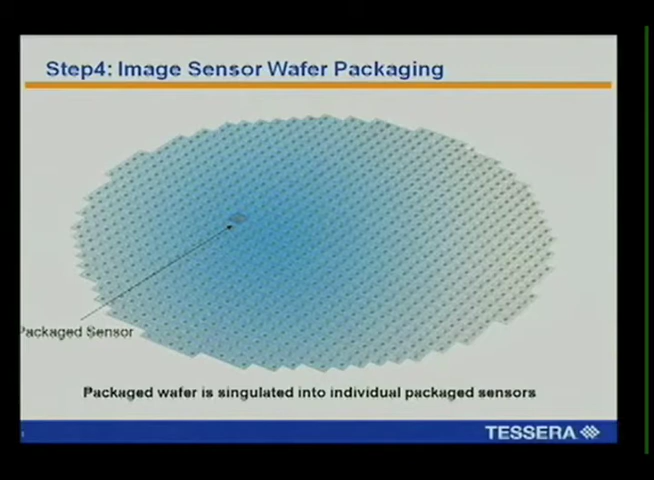 Step4: Image Sensor Wafer Packaging
Packaged Sensor
Packaged wafer is singulated into individual packaged sensors
TESSERA